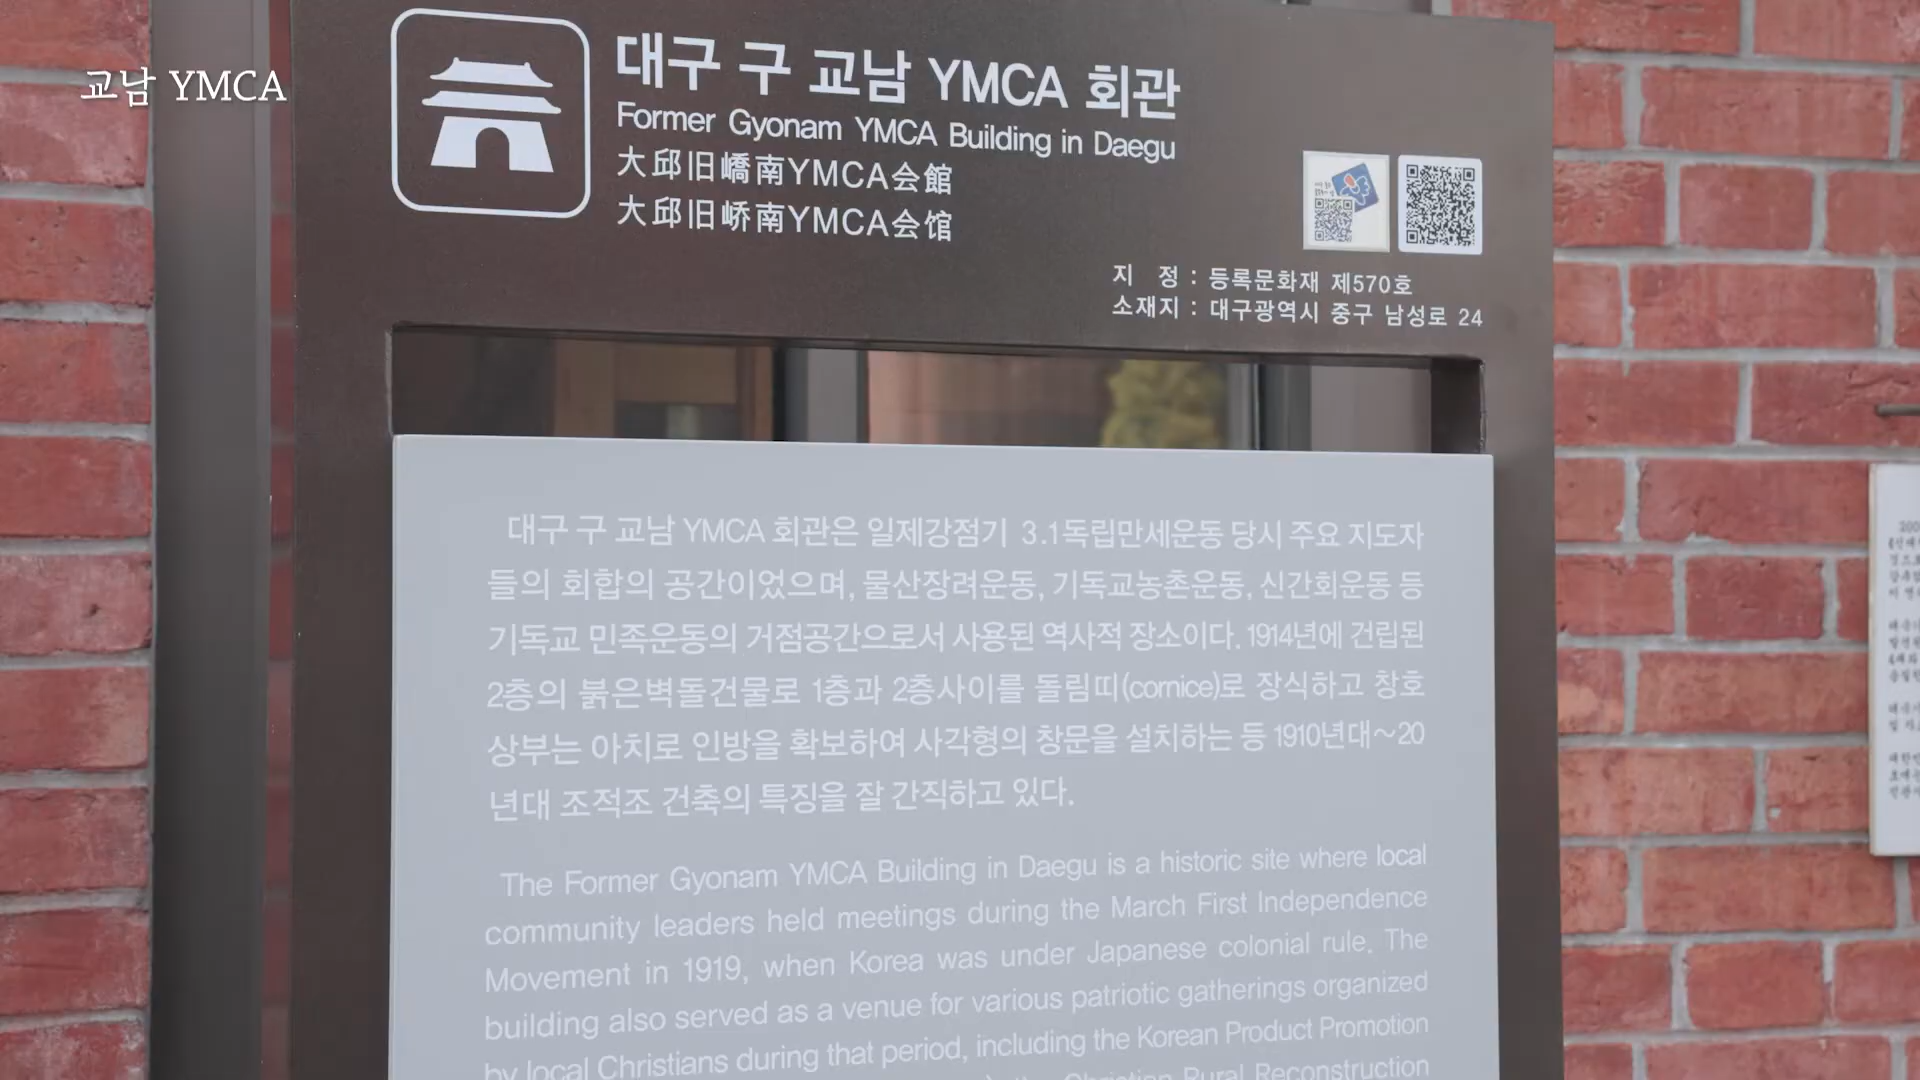 교남 YMCA
대구 구 교남 YMCA 회관
Former Gyonam YMCA Building in Daegu
大邱旧嶠南YMCA会館
大邱旧峤南YMCA会馆
지 정 : 등록문화재 제570호
소재지 : 대구광역시 중구 남성로 24
대구 구 교남 YMCA 회관은 일제강점기 3.1독립만세운동 당시 주요 지도자
들의 회합의 공간이었으며, 물산장려운동, 기독교농촌운동, 신간회운동 등
기독교 민족운동의 거점공간으로서 사용된 역사적 장소이다. 1914년에 건립된
2층의 붉은벽돌건물로 1층과 2층사이를 돌림띠(cornice)로 장식하고 창호
상부는 아치로 인방을 확보하여 사각형의 창문을 설치하는 등 1910년대~20
년대 조적조 건축의 특징을 잘 간직하고 있다.
The Former Gyonam YMCA Building in Daegu is a historic site where local
community leaders held meetings during the March First Independence
Movement in 1919, when Korea was under Japanese colonial rule. The
building also served as a venue for various patriotic gatherings organized
by local Christians during that period, including the Korean Product Promotion
the Christian Rural Reconstruction